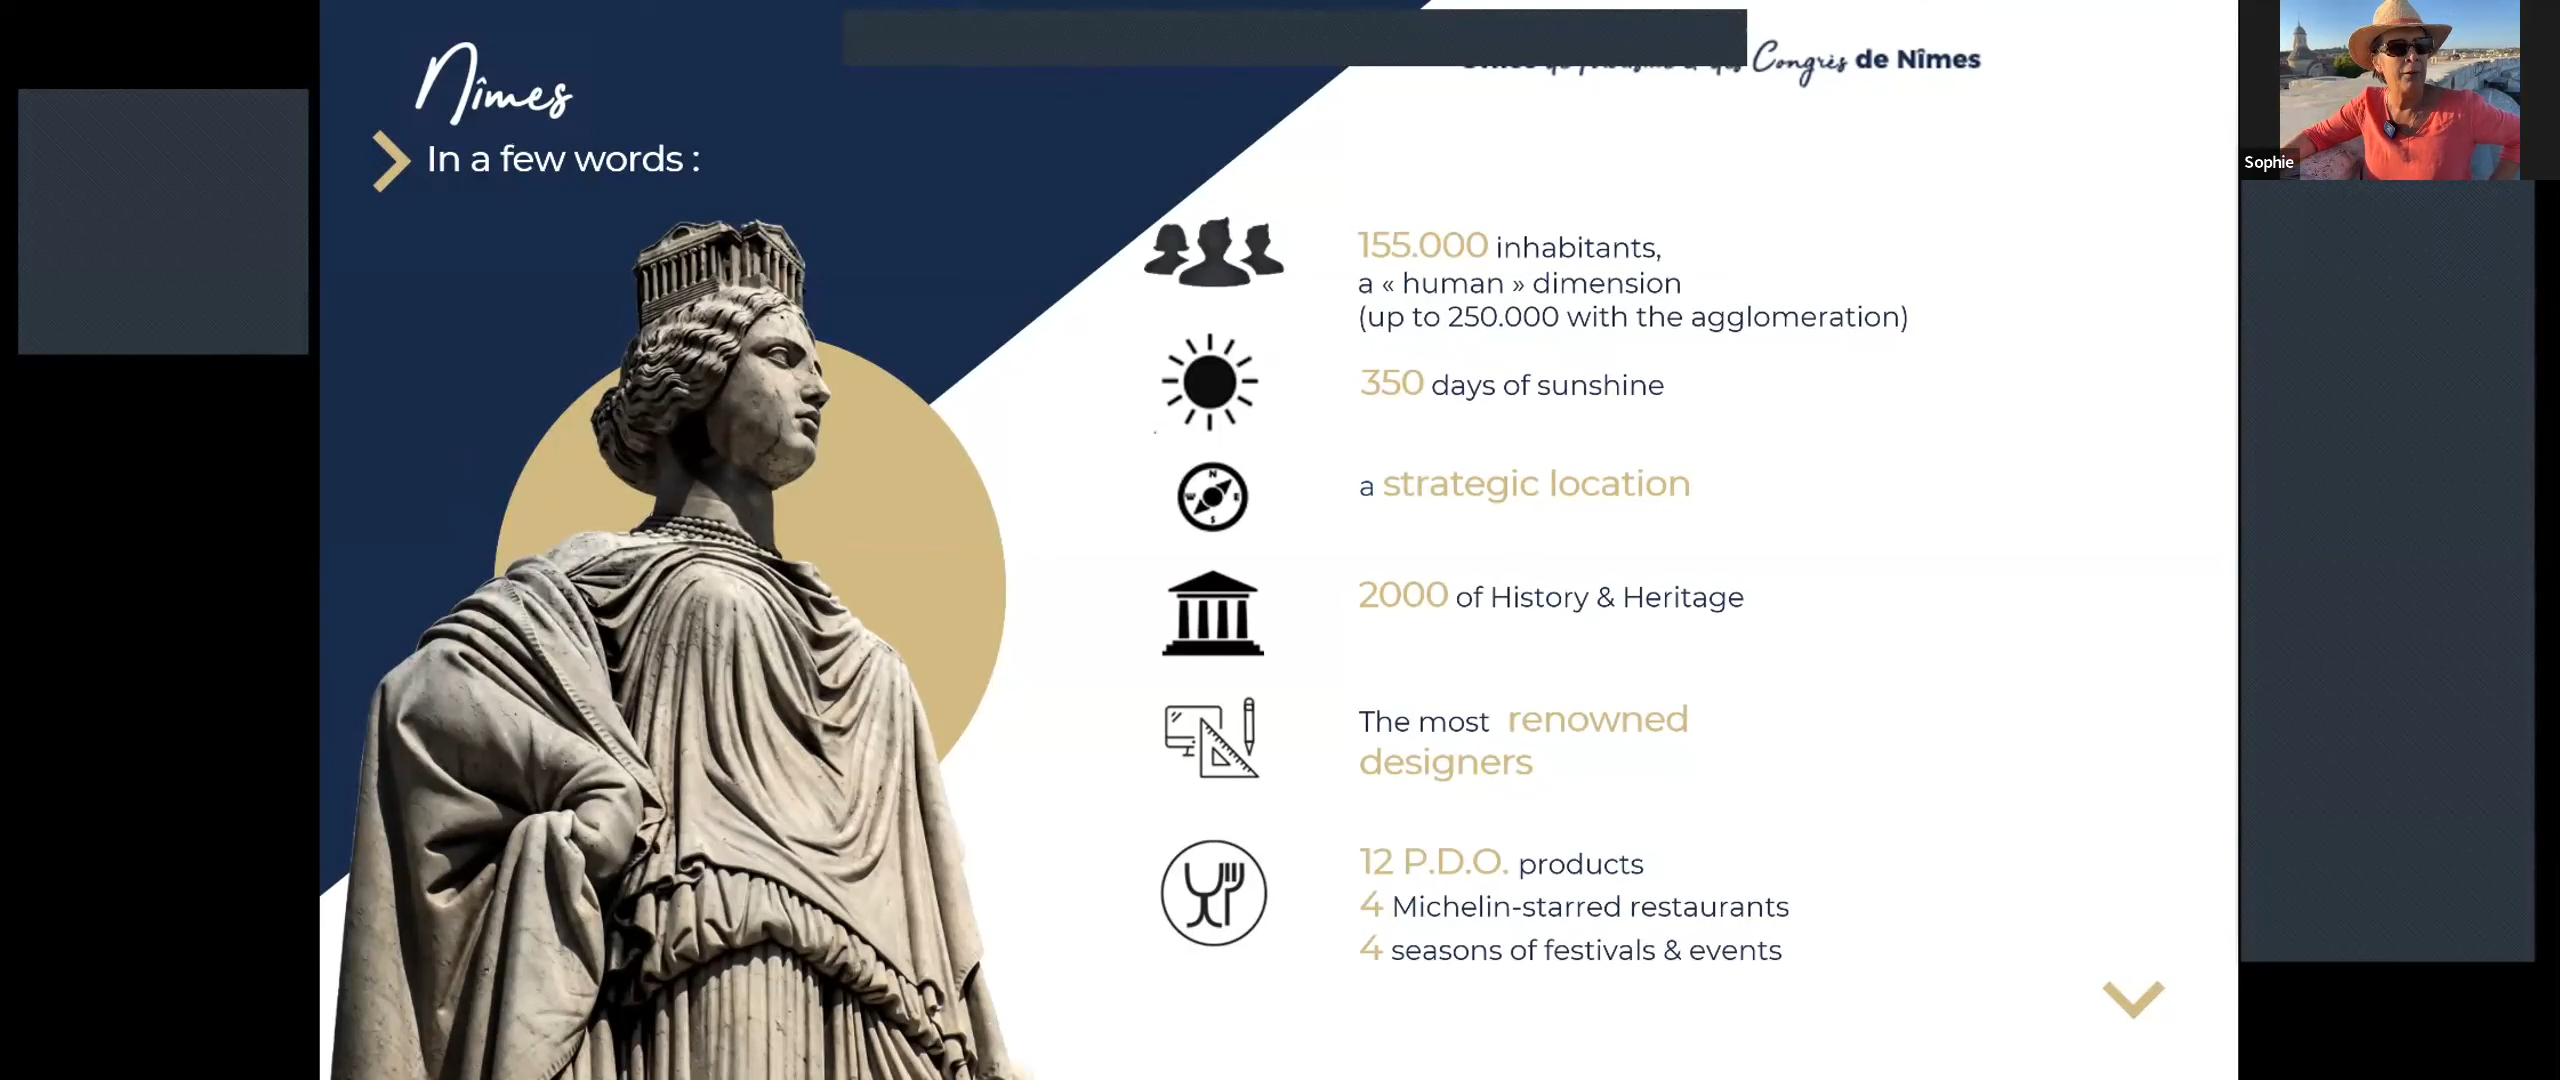 Nîmes
In a few words :
Congrès de Nîmes
Sophie
155.000 inhabitants,
a « human » dimension
(up to 250.000 with the agglomeration)
350 days of sunshine
N
W E
S
a strategic location
2000 of History & Heritage
The most renowned
designers
12 P.D.O. products
4 Michelin-starred restaurants
4 seasons of festivals & events